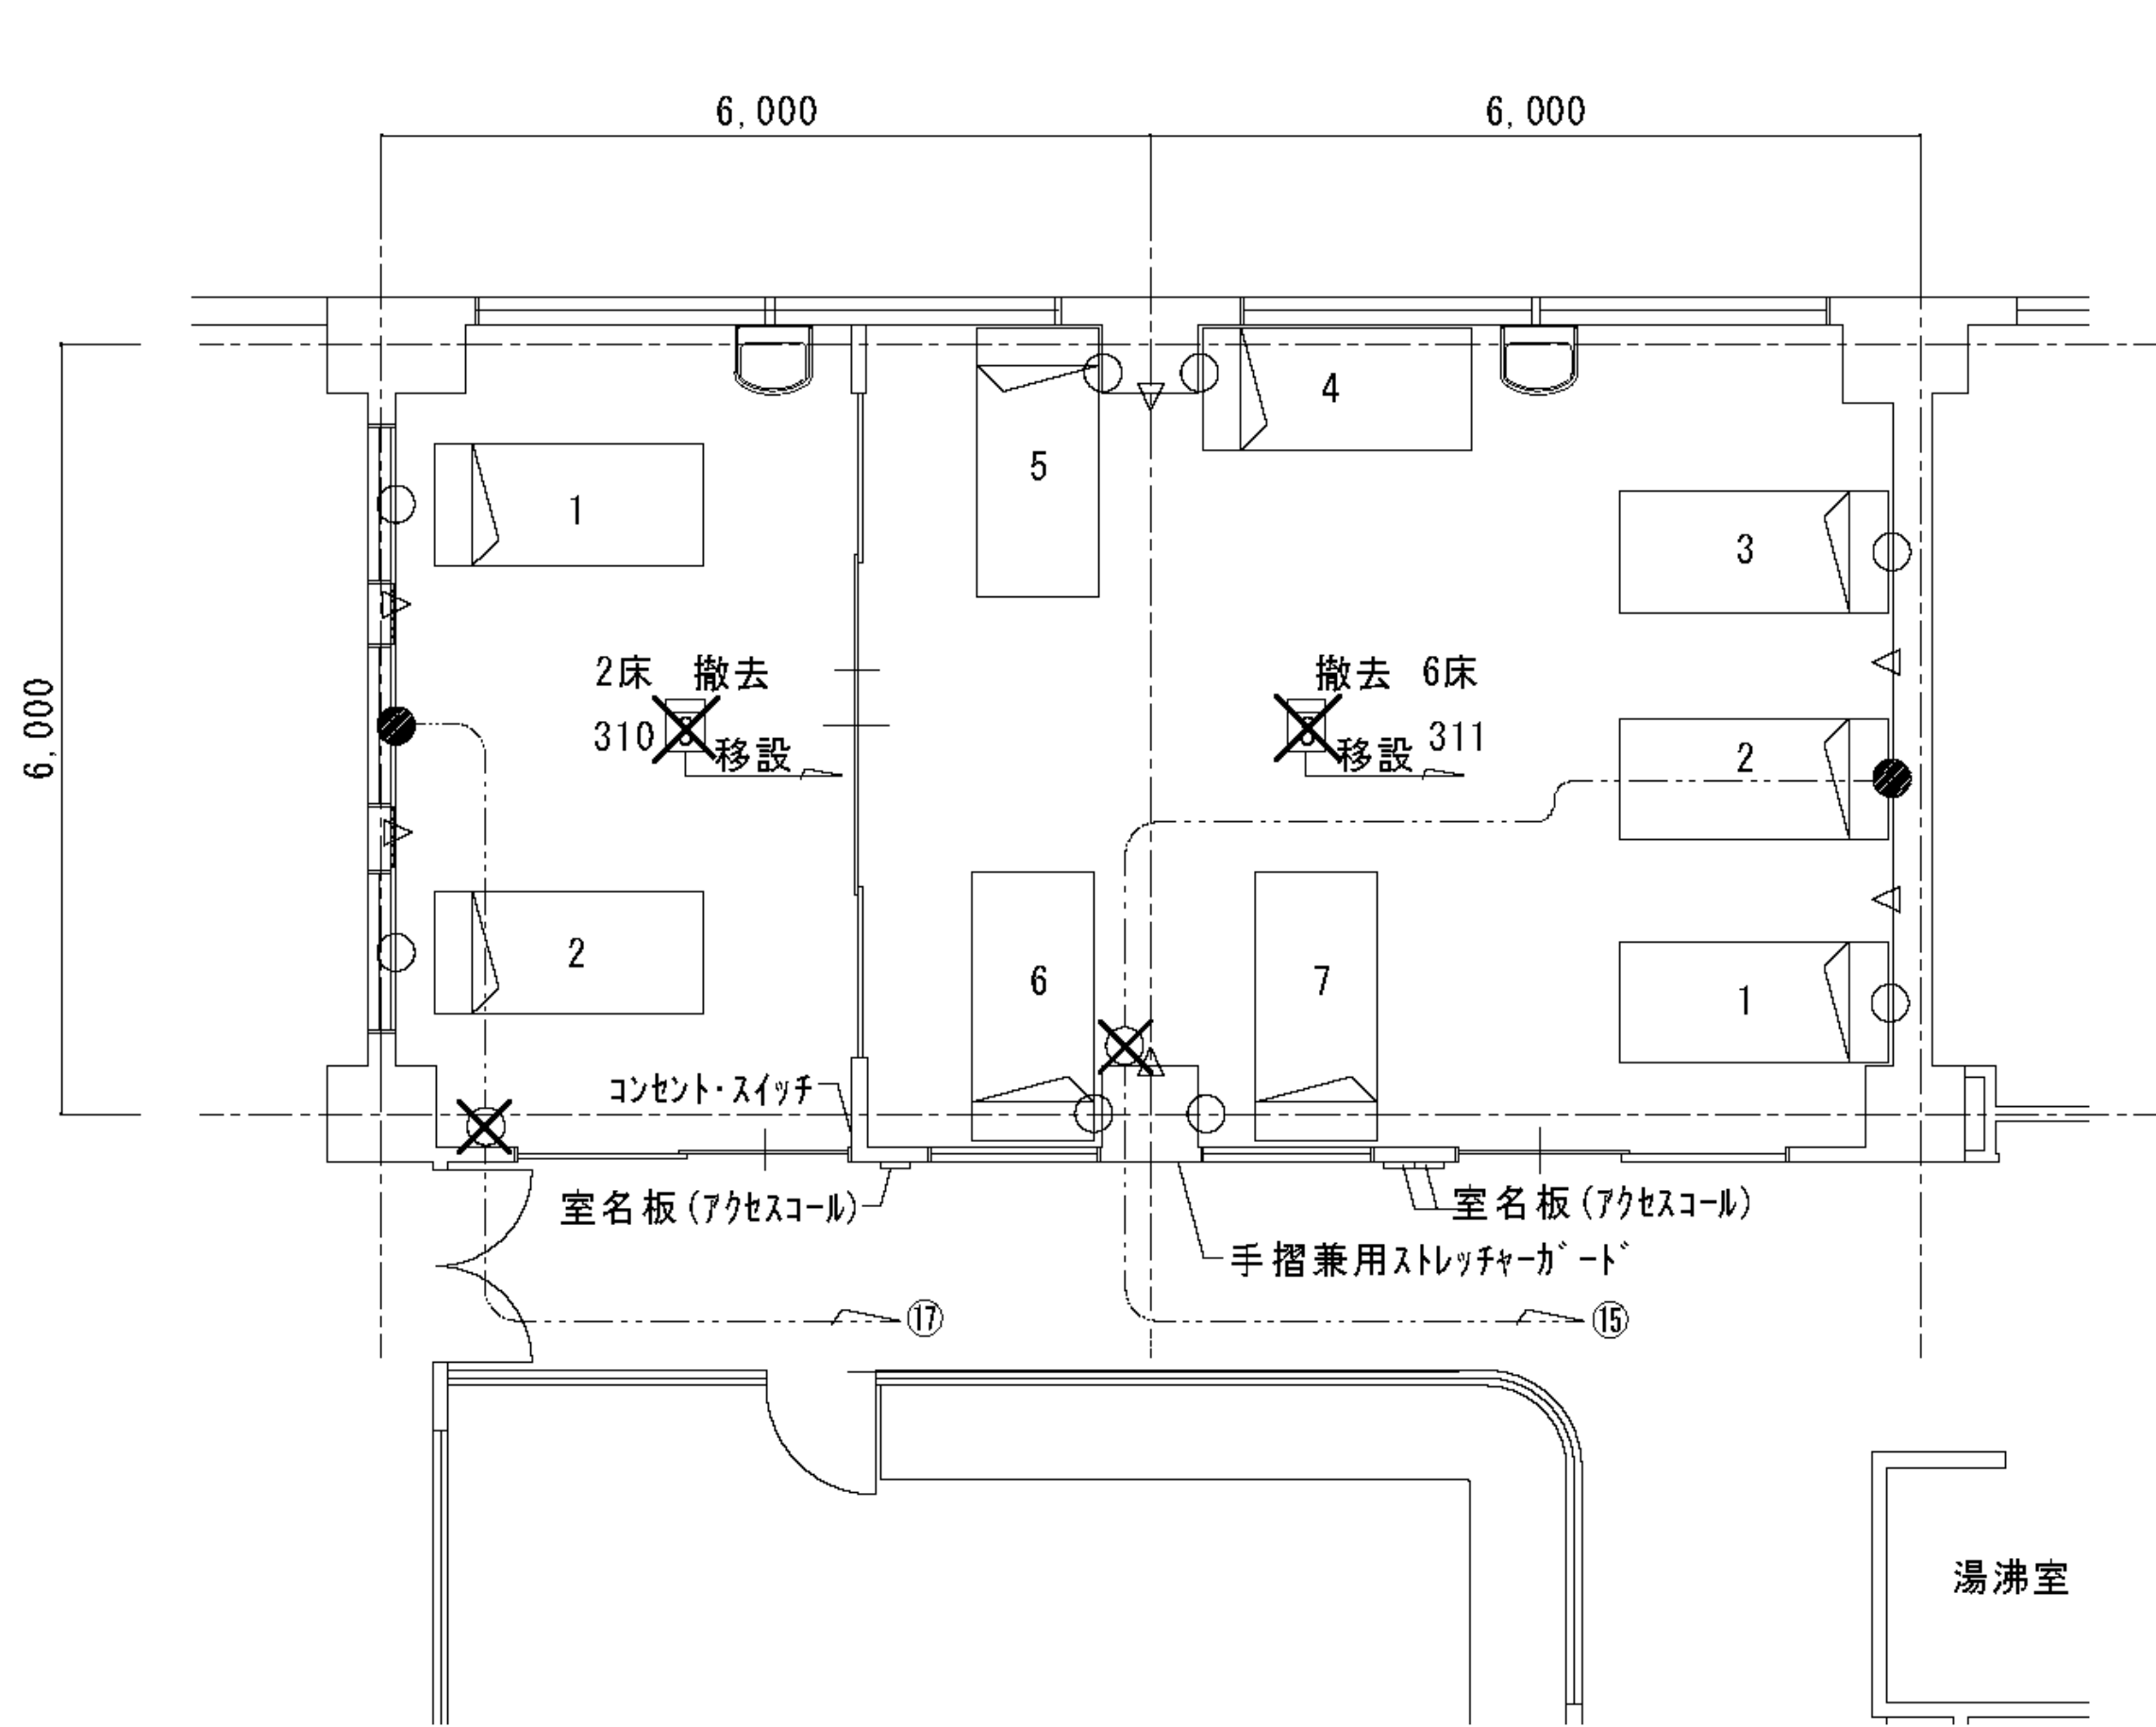 6,000
6,000
6,000
5
4
1
3
2床 撤去
310
移設
撤去 6床
移設 311
2
2
6
7
1
コンセント・スイッチ
室名板(アクセスコール)
室名板(アクセスコール)
手摺兼用ストレッチャーガード
⑰
⑮
湯沸室